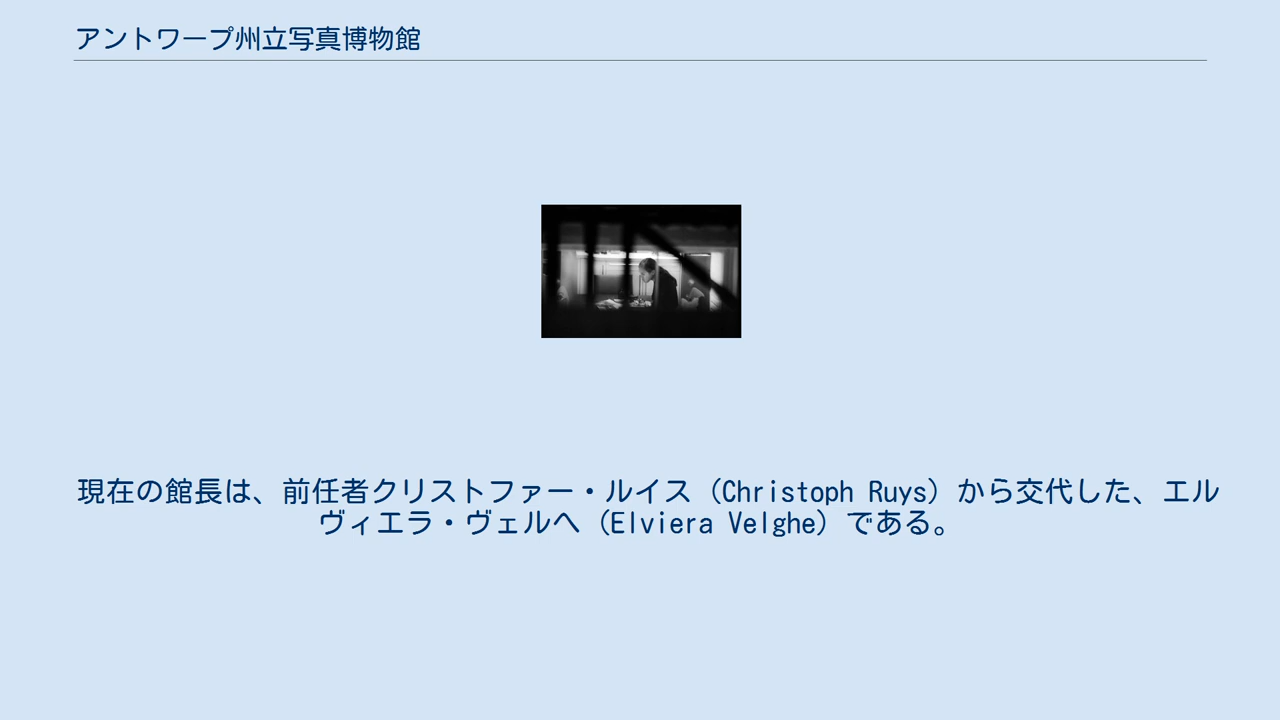 アントワープ州立写真博物館
現在の館長は、前任者クリストファー・ルイス（Christoph Ruys）から交代した、エル
ヴィエラ・ヴェルヘ（Elviera Velghe）である。